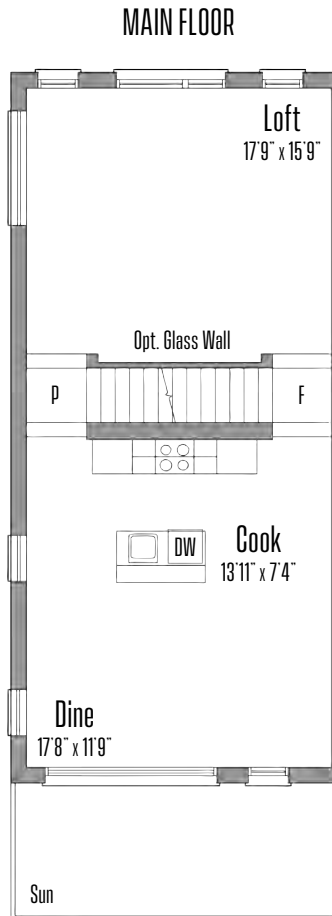 MAIN FLOOR
Loft
17'9" x 15'9"
Opt. Glass Wall
P
F
DW
Cook
13'11" x 7'4"
Dine
17'8" x 11'9"
Sun